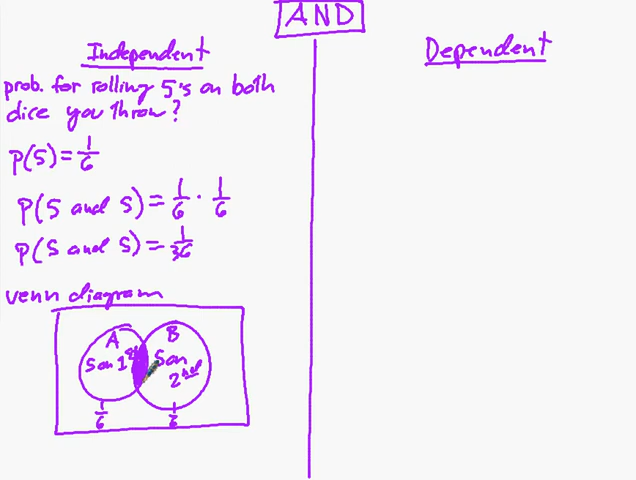 AND
Independent
prob. for rolling 5's on both
dice you throw?
P(5) = 1/6
P(5 and 5) = 1/6 · 1/6
P(5 and 5) = 1/36
venn diagram
A
5 on 1st
B
5 on
2nd
1/6
1/6
Dependent